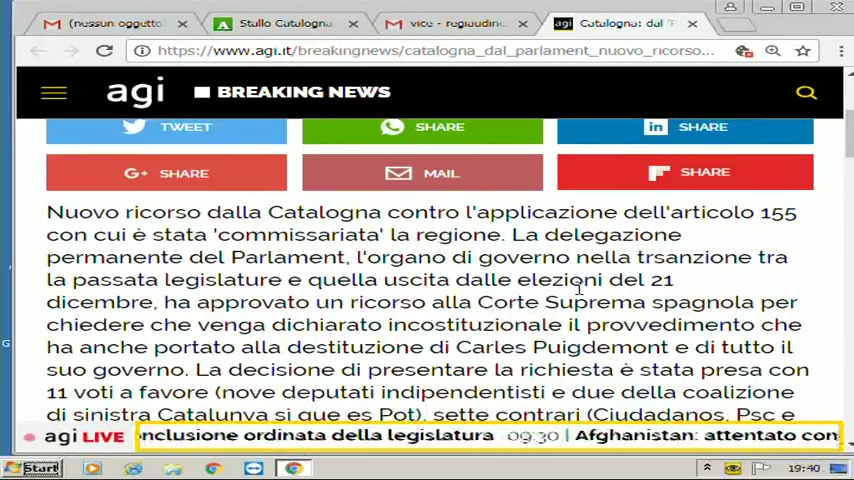 (nessun oggetto) Stallo Catalogna vice - regiaudin agi Catalogna: dal
https://www.agi.it/breakingnews/catalogna_dal_parlament_nuovo_ricorso...
agi BREAKING NEWS
TWEET SHARE SHARE
SHARE MAIL SHARE
Nuovo ricorso dalla Catalogna contro l'applicazione dell'articolo 155
con cui è stata 'commissariata' la regione. La delegazione
permanente del Parlament, l'organo di governo nella trsanzione tra
la passata legislature e quella uscita dalle elezioni del 21
dicembre, ha approvato un ricorso alla Corte Suprema spagnola per
chiedere che venga dichiarato incostituzionale il provvedimento che
ha anche portato alla destituzione di Carles Puigdemont e di tutto il
suo governo. La decisione di presentare la richiesta è stata presa con
11 voti a favore (nove deputati indipendentisti e due della coalizione
di sinistra Catalunya sì que es Pot), sette contrari (Ciudadanos, Psc e
agi LIVE onclusione ordinata della legislatura 09:30 | Afghanistan: attentato con
Start 19:40